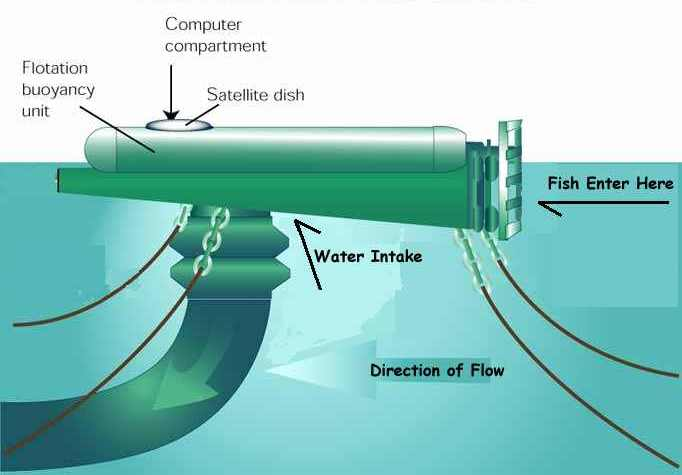 Computer
compartment
Flotation
buoyancy
unit
Satellite dish
Fish Enter Here
Water Intake
Direction of Flow